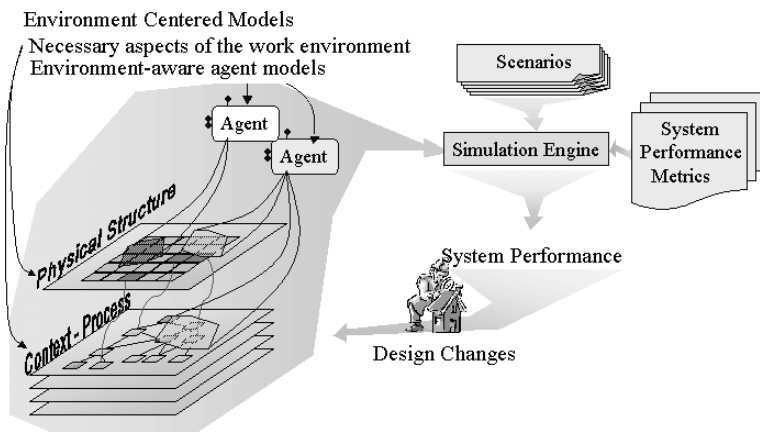 Environment Centered Models
Necessary aspects of the work environment
Environment-aware agent models
Agent
Agent
Physical Structure
Context - Process
Scenarios
Simulation Engine
System
Performance
Metrics
System Performance
Design Changes